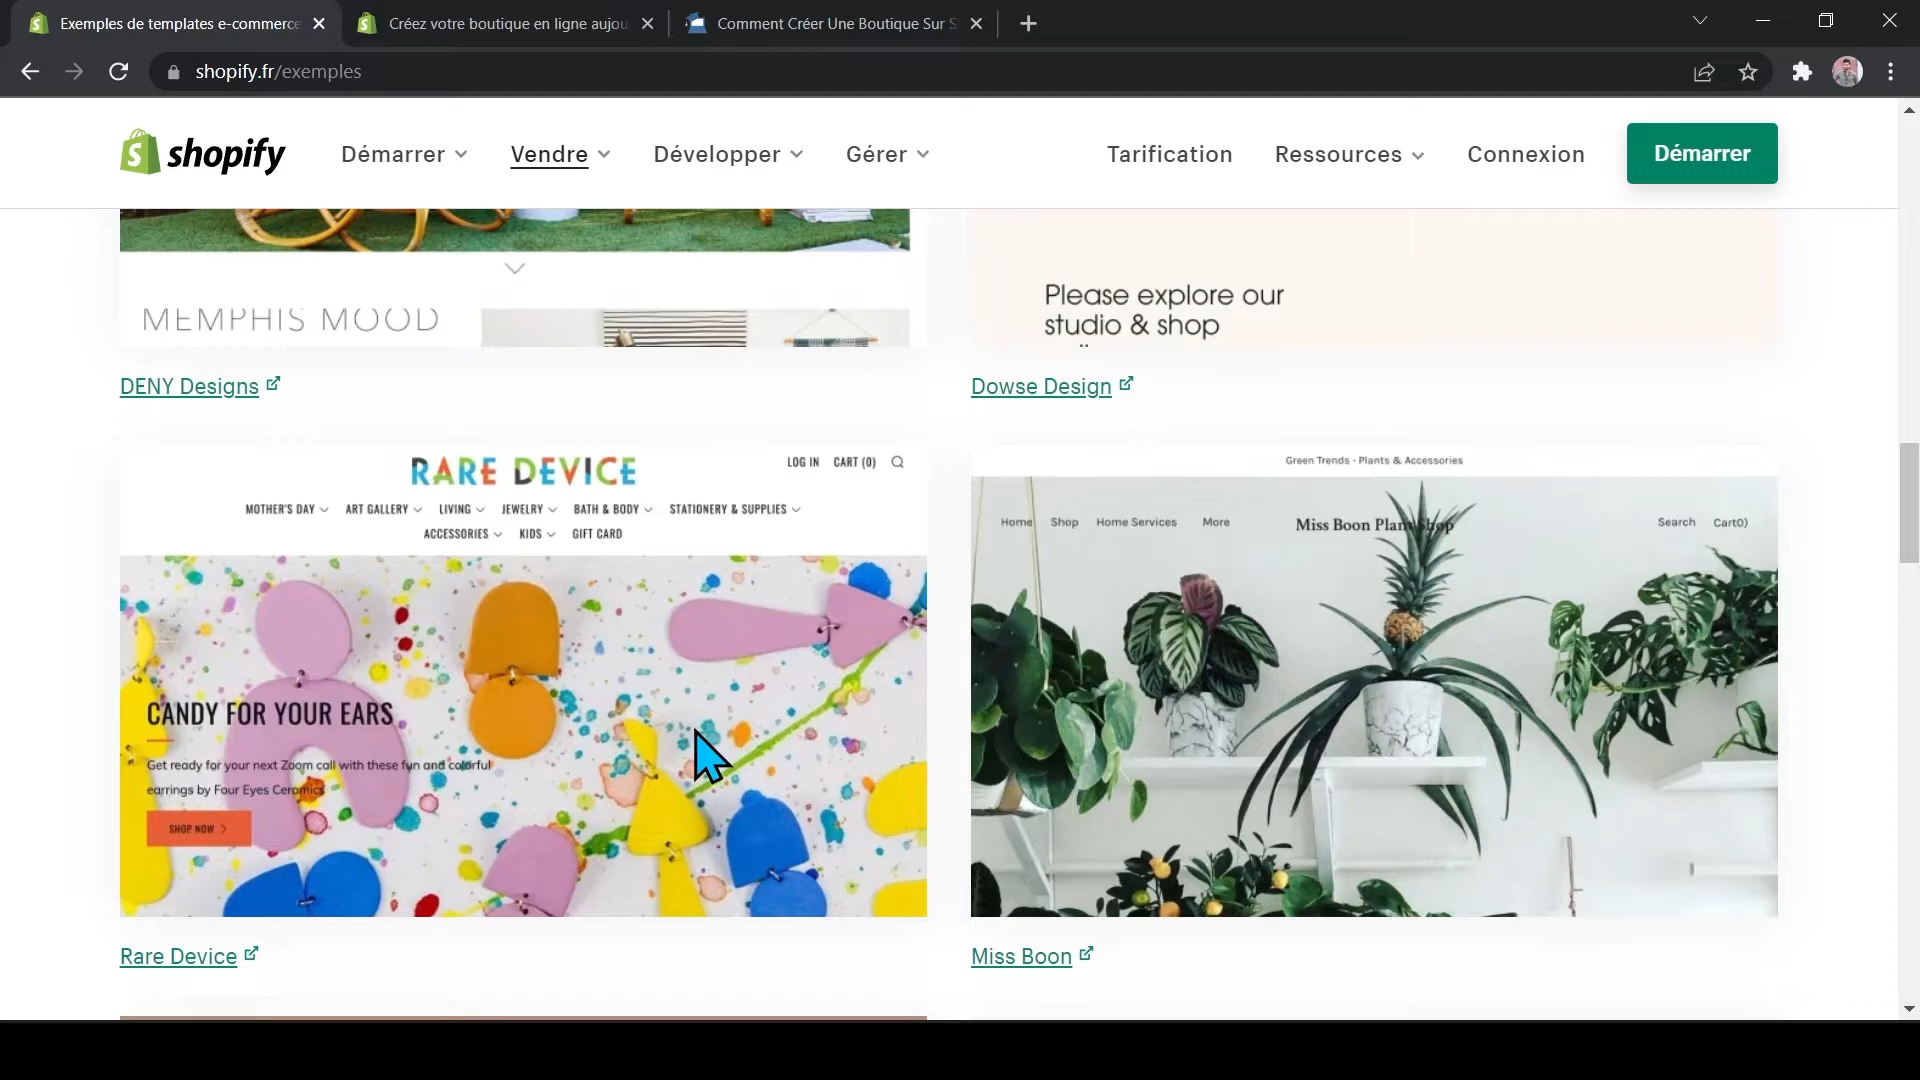 Exemples de templates e-commerce
Créez votre boutique en ligne aujou
Comment Créer Une Boutique Sur S
shopify.fr/exemples
shopify
Démarrer
Vendre
Développer
Gérer
Tarification
Ressources
Connexion
Démarrer
MEMPHIS MOOD
Please explore our
studio & shop
DENY Designs
Dowse Design
RARE DEVICE
LOG IN CART (0)
MOTHER'S DAY ART GALLERY LIVING JEWELRY BATH & BODY STATIONERY & SUPPLIES
ACCESSORIES KIDS GIFT CARD
CANDY FOR YOUR EARS
Get ready for your next Zoom call with these fun and colorful
earrings by Four Eyes Ceramics
SHOP NOW
Green Trends - Plants & Accessories
Home Shop Home Services More
Miss Boon Plant Shop
Search Cart0)
Rare Device
Miss Boon